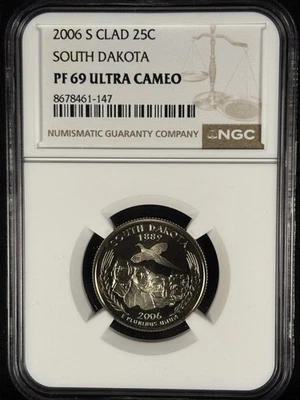 2006 S CLAD 25C
SOUTH DAKOTA
PF 69 ULTRA CAMEO
8678461-147
NUMISMATIC GUARANTY COMPANY
NGC
SOUTH DAKOTA
1889
2006
E PLURIBUS UNUM